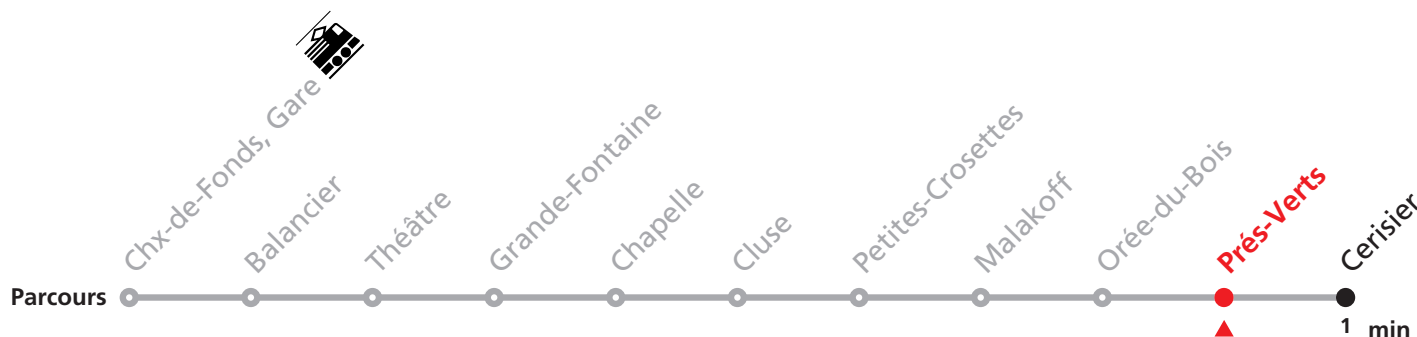 Chx-de-Fonds, Gare
Balancier
Théâtre
Grande-Fontaine
Chapelle
Cluse
Petites-Crosettes
Malakoff
Orée-du-Bois
Prés-Verts
Cerisier
Parcours
1 min